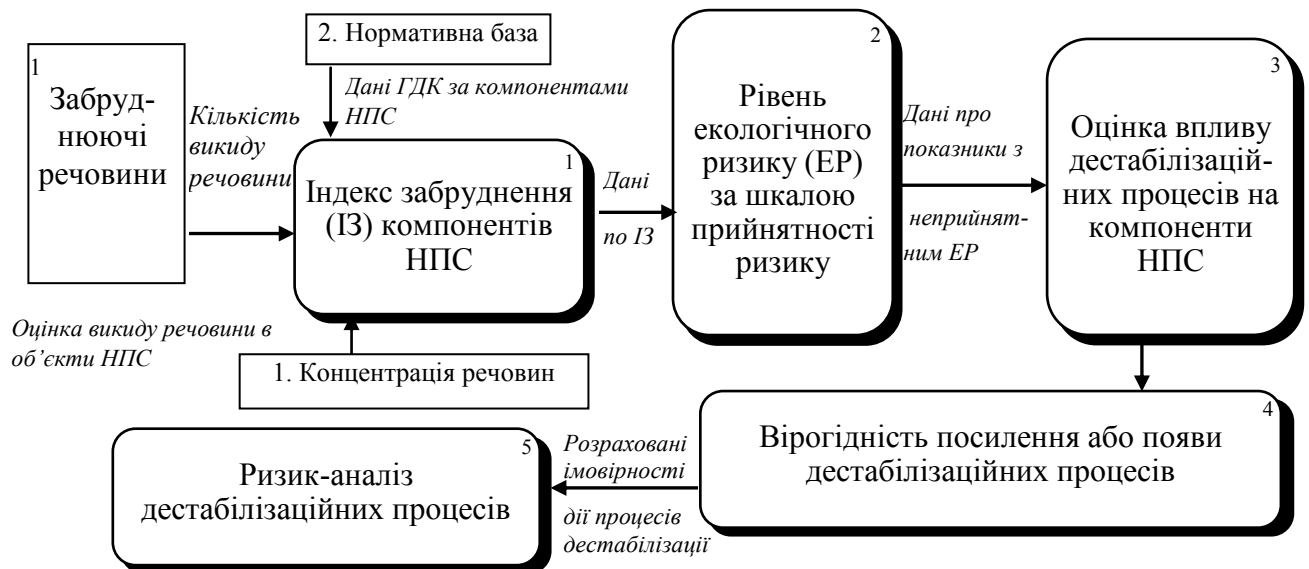 1
Забруд-
нюючі
речовини
Кількість
викиду
речовини
2. Нормативна база
Дані ГДК за компонентами
НПС
1
Індекс забруднення
(ІЗ) компонентів
НПС
Оцінка викиду речовини в
об’єкти НПС
1. Концентрація речовин
Дані
по ІЗ
2
Рівень
екологічного
ризику (ЕР)
за шкалою
прийнятності
ризику
Дані про
показники з
неприйнят-
ним ЕР
3
Оцінка впливу
дестабілізацій-
них процесів на
компоненти
НПС
4
Вірогідність посилення або появи
дестабілізаційних процесів
Розраховані
імовірності
дії процесів
дестабілізації
5
Ризик-аналіз
дестабілізаційних процесів